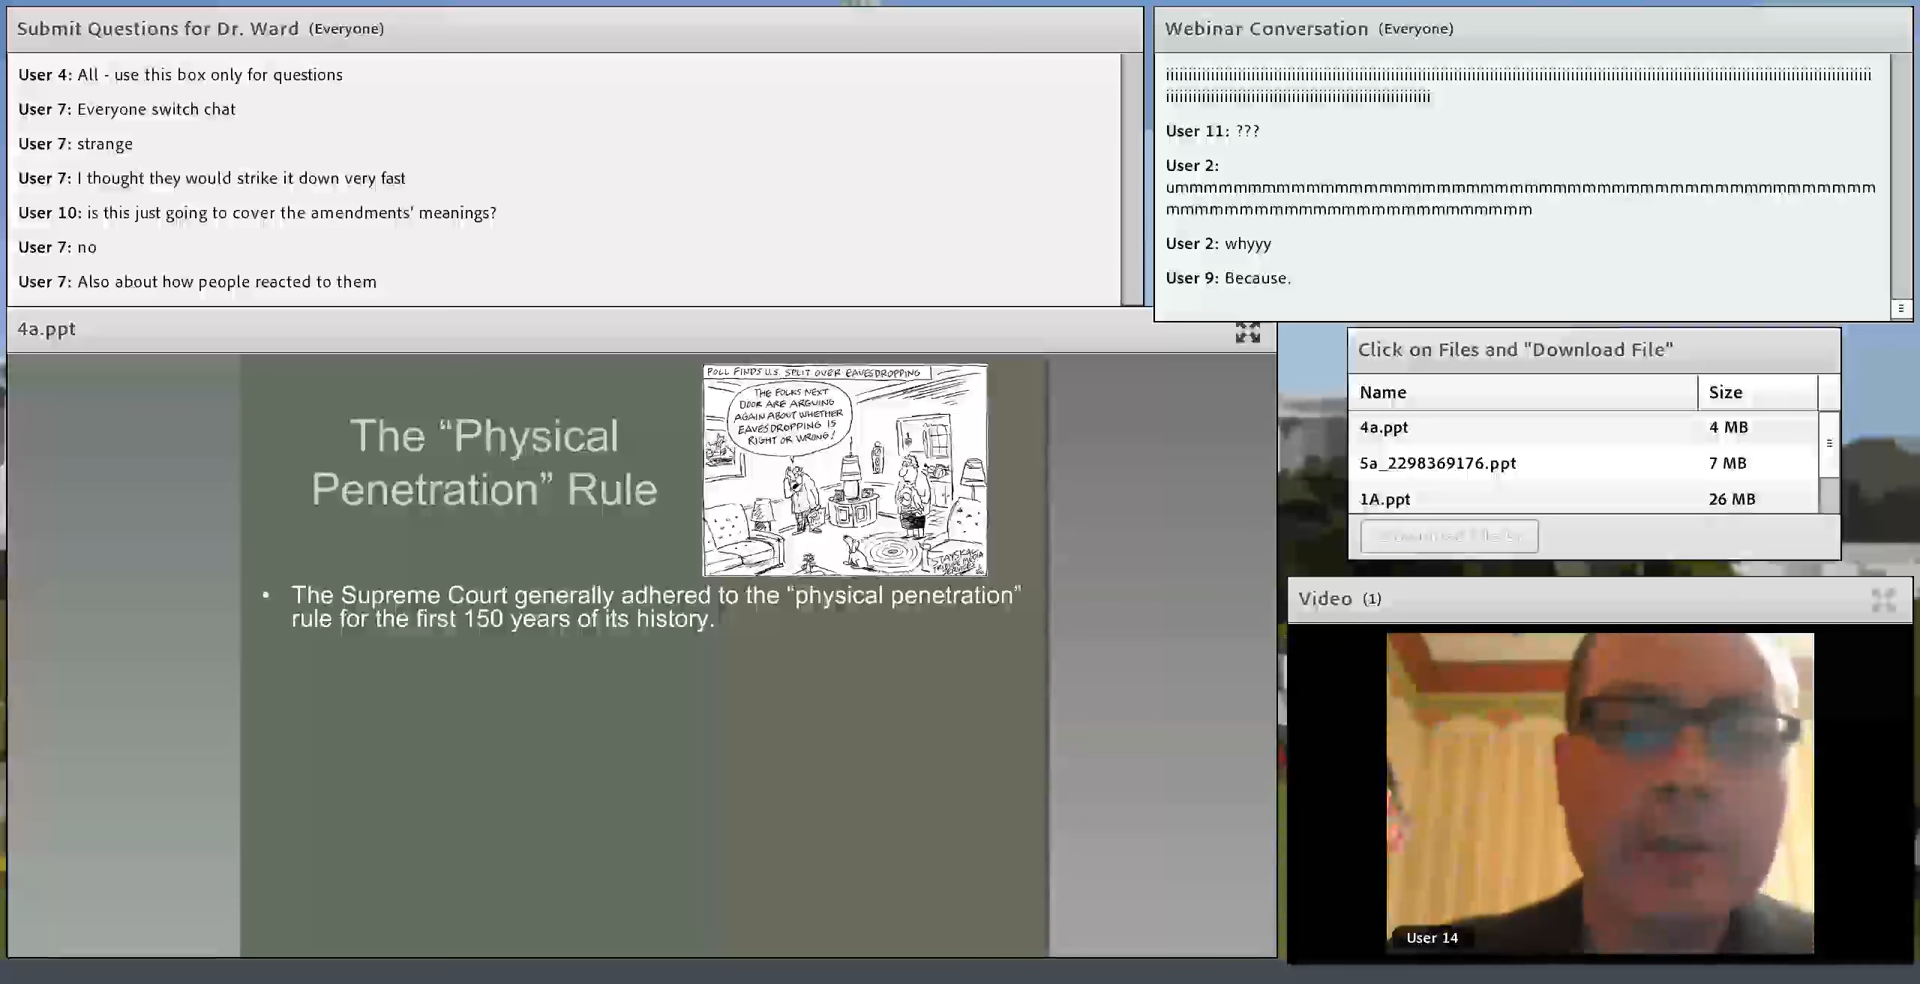 Submit Questions for Dr. Ward (Everyone)
User 4: All - use this box only for questions
User 7: Everyone switch chat
User 7: strange
User 7: I thought they would strike it down very fast
User 10: is this just going to cover the amendments' meanings?
User 7: no
User 7: Also about how people reacted to them
Webinar Conversation (Everyone)
User 11: ???
User 2:
User 2: whyyy
User 9: Because.
4a.ppt
The “Physical
Penetration” Rule
POLL FINDS U.S. SPLIT OVER EAVESDROPPING
THE FOLKS NEXT
DOOR ARE ARGUING
AGAIN ABOUT WHETHER
EAVESDROPPING IS
RIGHT OR WRONG!
• The Supreme Court generally adhered to the “physical penetration”
rule for the first 150 years of its history.
Click on Files and "Download File"
Name Size
4a.ppt 4 MB
5a_2298369176.ppt 7 MB
1A.ppt 26 MB
Video (1)
User 14